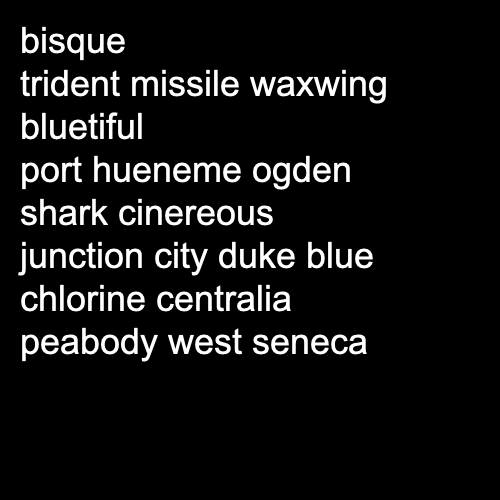 bisque
trident missile waxwing
bluetiful
port hueneme ogden
shark cinereous
junction city duke blue
chlorine centralia
peabody west seneca